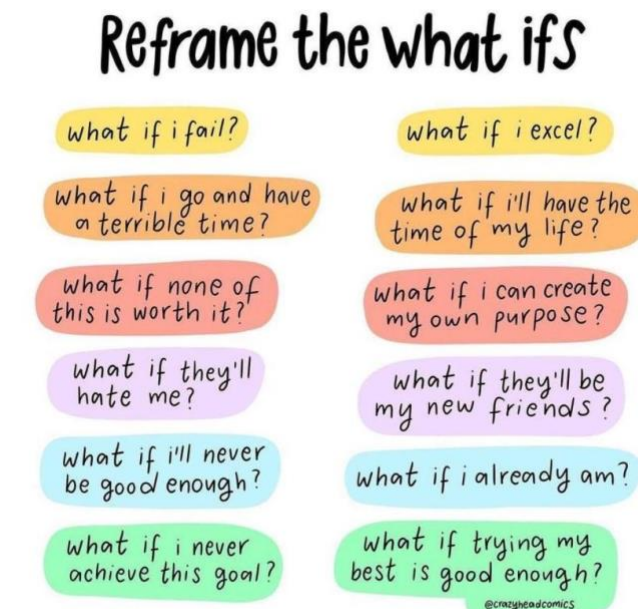 Reframe the what ifs
what if i fail?
what if i excel?
what if i go and have
a terrible time?
what if i'll have the
time of my life?
what if none of
this is worth it?
what if i can create
my own purpose?
what if they'll
hate me?
what if they'll be
my new friends?
what if i'll never
be good enough?
what if i already am?
what if i never
achieve this goal?
what if trying my
best is good enough?
@crazyheadcomics